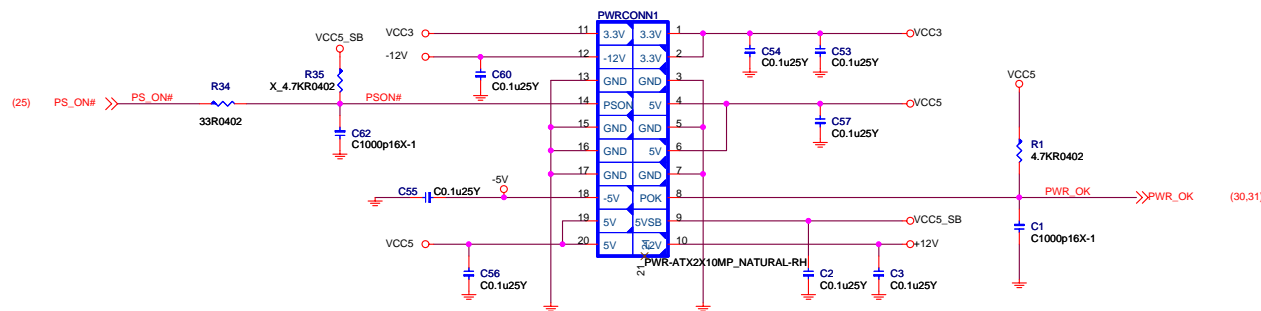 PWRCONN1
VCC3 11 3.3V 3.3V 1 VCC3
-12V 12 -12V 3.3V 2
C54
C0.1u25Y
C53
C0.1u25Y
VCC5_SB
R35
X_4.7KR0402
C60
C0.1u25Y
13 GND GND 3
R34
33R0402
(25) PS_ON# PS_ON# PSON# 14 PSON 5V 4 VCC5
VCC5
C62
C1000p16X-1
15 GND GND 5
C57
C0.1u25Y
16 GND 5V 6
R1
4.7KR0402
17 GND GND 7
C55 C0.1u25Y -5V 18 -5V POK 8 PWR_OK PWR_OK (30,31)
19 5V 5VSB 9 VCC5_SB
VCC5 20 5V 12V 10 +12V
C1
C1000p16X-1
21
PWR-ATX2X10MP_NATURAL-RH
C56
C0.1u25Y
C2
C0.1u25Y
C3
C0.1u25Y